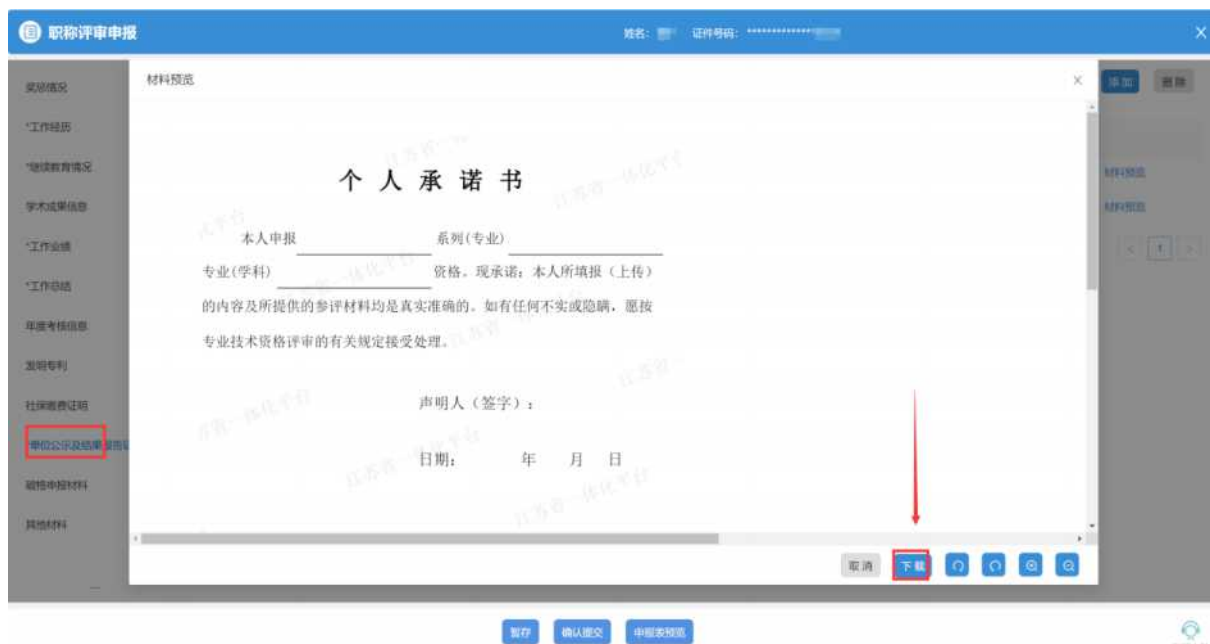 职称评审申报
姓名:
证件号码: **************
奖惩情况
*工作经历
*继续教育情况
学术成果信息
*工作业绩
*工作总结
年度考核信息
发明专利
社保缴费证明
*单位公示及结果报告
破格申报材料
其他材料
材料预览
个人承诺书
本人申报 系列(专业)
专业(学科) 资格。现承诺:本人所填报(上传)
的内容及所提供的参评材料均是真实准确的。如有任何不实或隐瞒,愿按
专业技术资格评审的有关规定接受处理。
声明人(签字):
日期: 年 月 日
江苏省一体化平台
取消
下载
添加
删除
材料预览
材料预览
< 1 >
暂存
确认提交
申报表预览